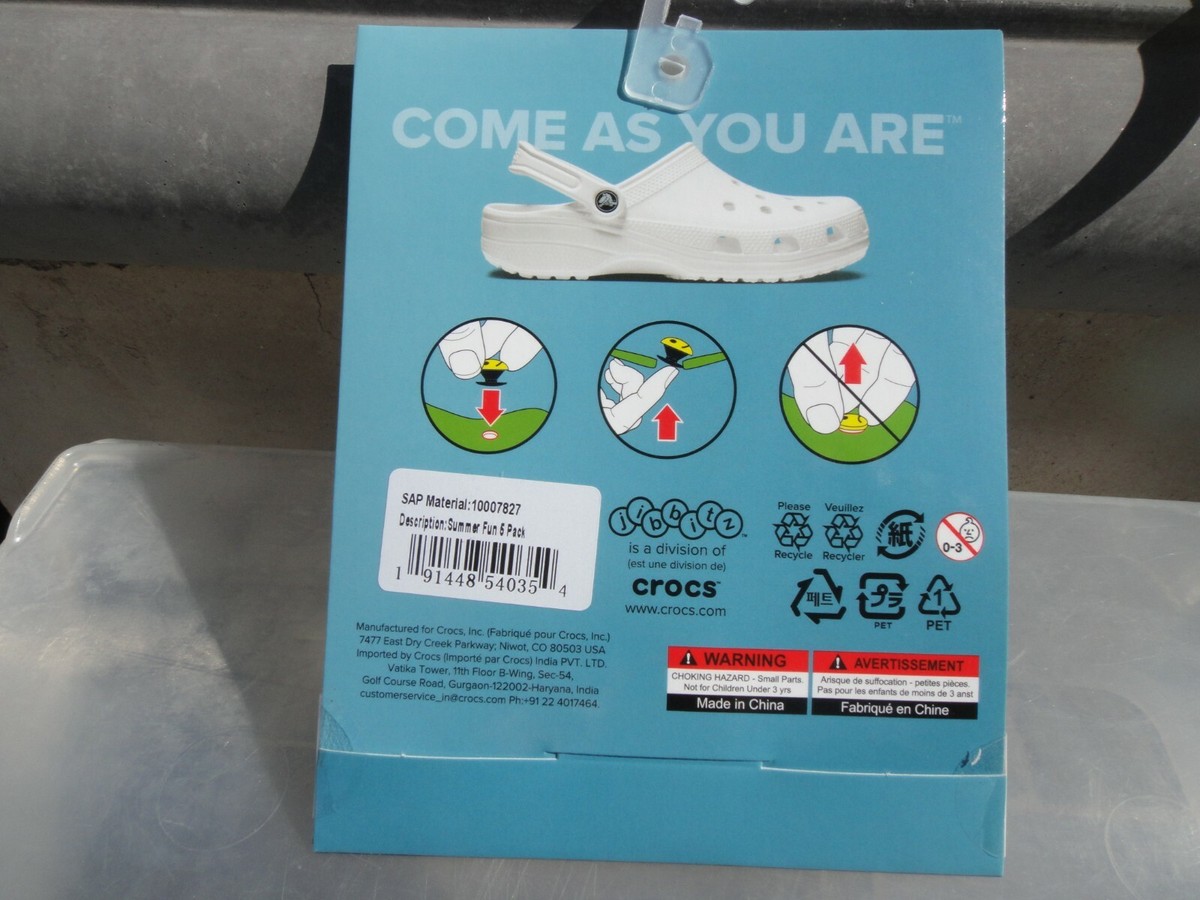 COME AS YOU ARE™
SAP Material:10007827
Description:Summer Fun 5 Pack
1 91448 54035 4
jibbitz™
is a division of
(est une division de)
crocs™
www.crocs.com
Please
Recycle
Veuillez
Recycler
紙
0-3
페트
プラ
PET
1
PET
Manufactured for Crocs, Inc. (Fabriqué pour Crocs, Inc.)
7477 East Dry Creek Parkway; Niwot, CO 80503 USA
Imported by Crocs (Importé par Crocs) India PVT. LTD.
Vatika Tower, 11th Floor B-Wing, Sec-54,
Golf Course Road, Gurgaon-122002-Haryana, India
customerservice_in@crocs.com Ph:+91 22 4017464.
WARNING
CHOKING HAZARD - Small Parts.
Not for Children Under 3 yrs
Made in China
AVERTISSEMENT
Arisque de suffocation - petites pièces.
Pas pour les enfants de moins de 3 anst
Fabriqué en Chine